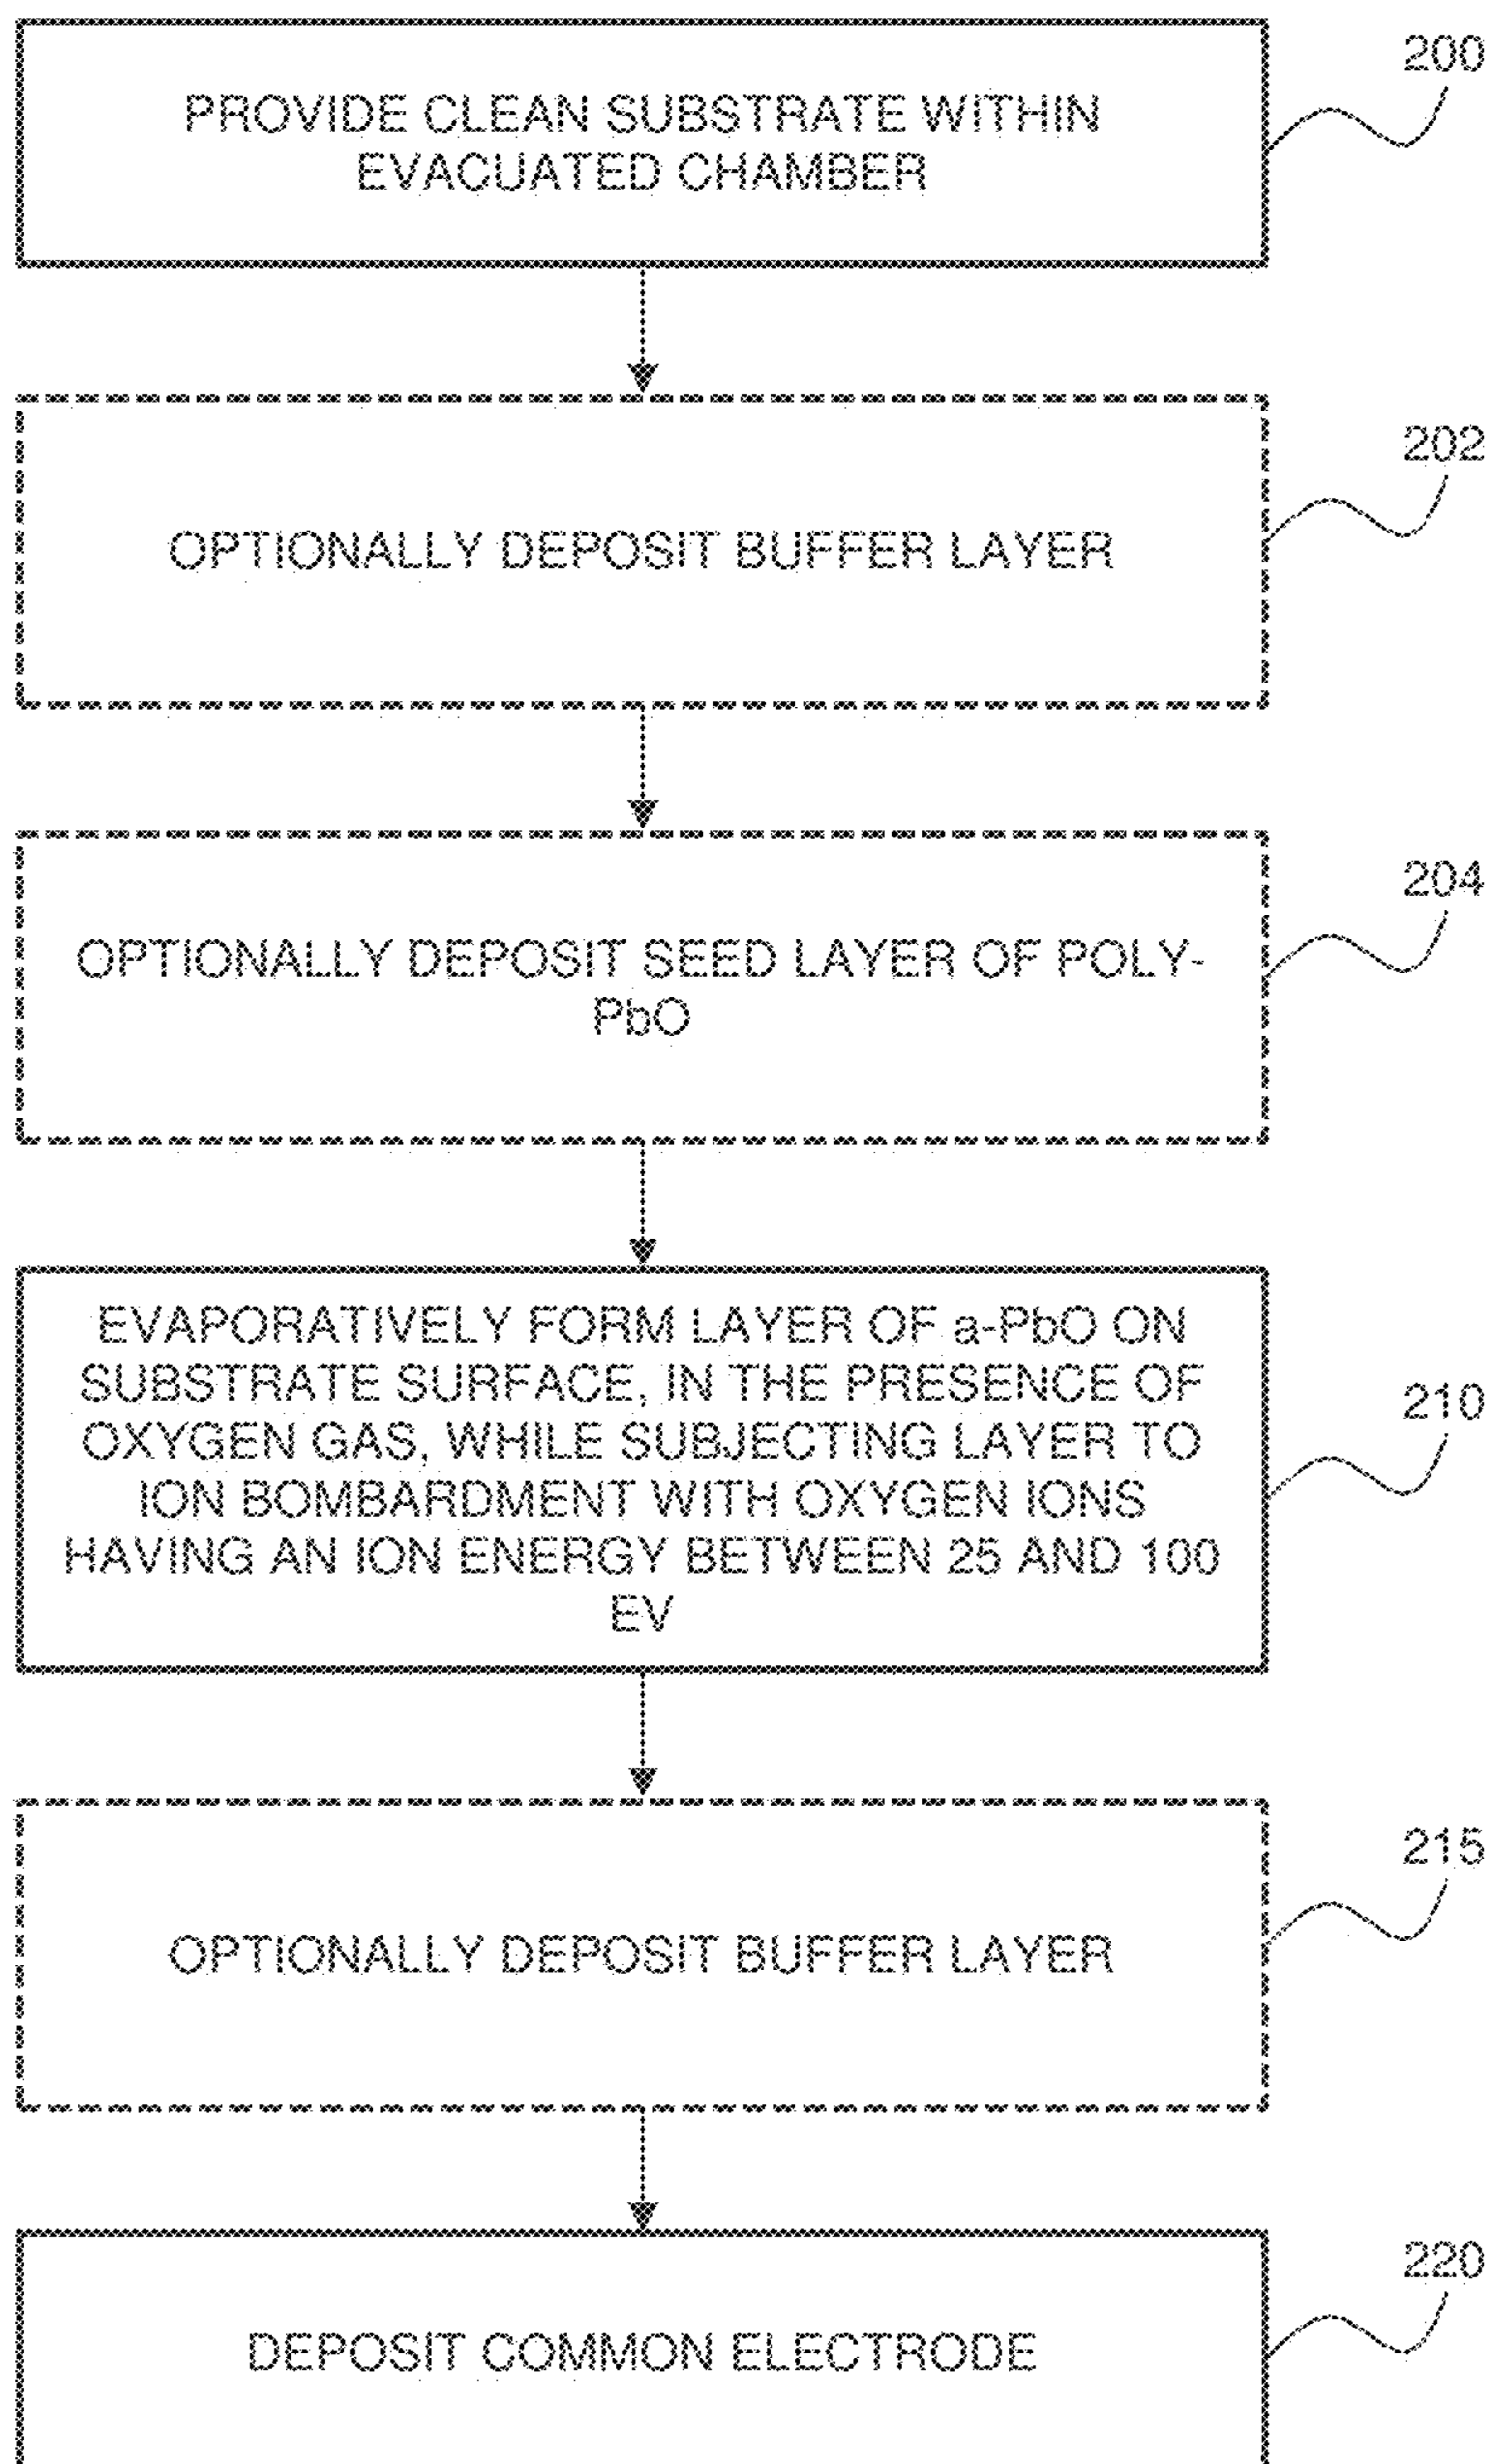 200
PROVIDE CLEAN SUBSTRATE WITHIN
EVACUATED CHAMBER
202
OPTIONALLY DEPOSIT BUFFER LAYER
204
OPTIONALLY DEPOSIT SEED LAYER OF POLY-
PbO
210
EVAPORATIVELY FORM LAYER OF a-PbO ON
SUBSTRATE SURFACE, IN THE PRESENCE OF
OXYGEN GAS, WHILE SUBJECTING LAYER TO
ION BOMBARDMENT WITH OXYGEN IONS
HAVING AN ION ENERGY BETWEEN 25 AND 100
EV
215
OPTIONALLY DEPOSIT BUFFER LAYER
220
DEPOSIT COMMON ELECTRODE